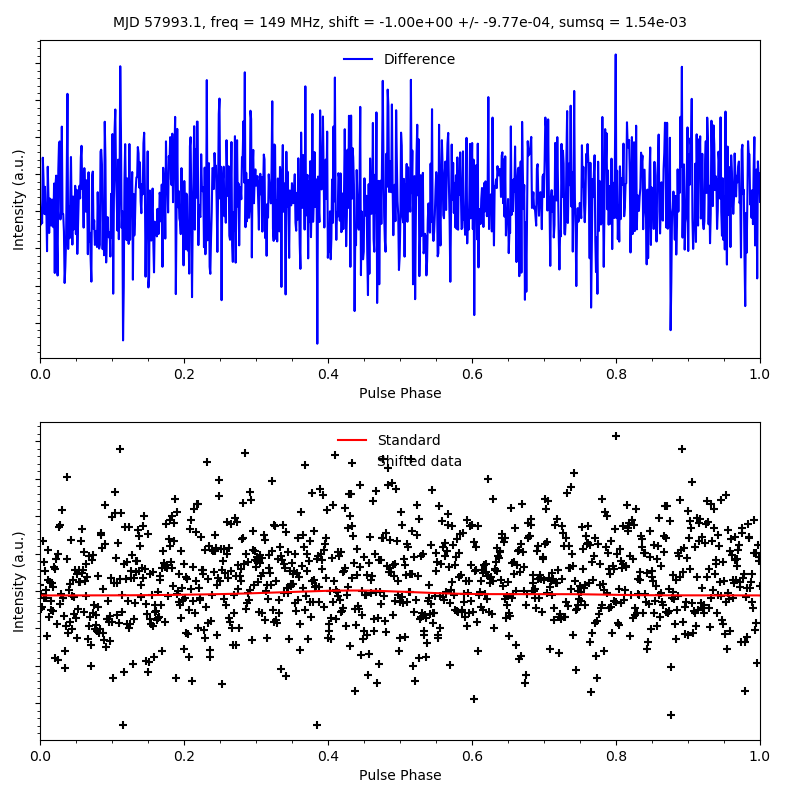 MJD 57993.1, freq = 149 MHz, shift = -1.00e+00 +/- -9.77e-04, sumsq = 1.54e-03
Difference
Intensity (a.u.)
0.0 0.2 0.4 0.6 0.8 1.0
Pulse Phase
Standard
Shifted data
Intensity (a.u.)
0.0 0.2 0.4 0.6 0.8 1.0
Pulse Phase